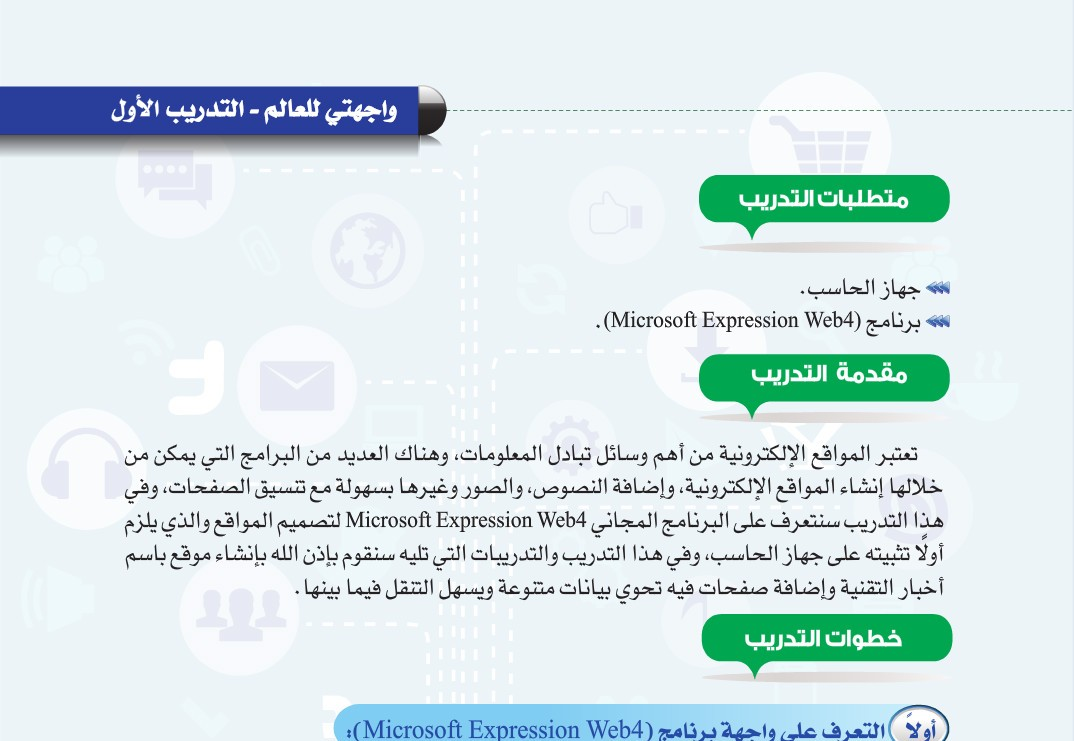 واجهتي للعالم - التدريب الأول
متطلبات التدريب
جهاز الحاسب.
برنامج (Microsoft Expression Web4).
مقدمة التدريب
تعتبر المواقع الإلكترونية من أهم وسائل تبادل المعلومات، وهناك العديد من البرامج التي يمكن من
خلالها إنشاء المواقع الإلكترونية، وإضافة النصوص، والصور وغيرها بسهولة مع تنسيق الصفحات، وفي
هذا التدريب سنتعرف على البرنامج المجاني Microsoft Expression Web4 لتصميم المواقع والذي يلزم
أولًا تثبيته على جهاز الحاسب، وفي هذا التدريب والتدريبات التي تليه سنقوم بإذن الله بإنشاء موقع باسم
أخبار التقنية وإضافة صفحات فيه تحوي بيانات متنوعة ويسهل التنقل فيما بينها.
خطوات التدريب
أولاً التعرف على واجهة برنامج (Microsoft Expression Web4):